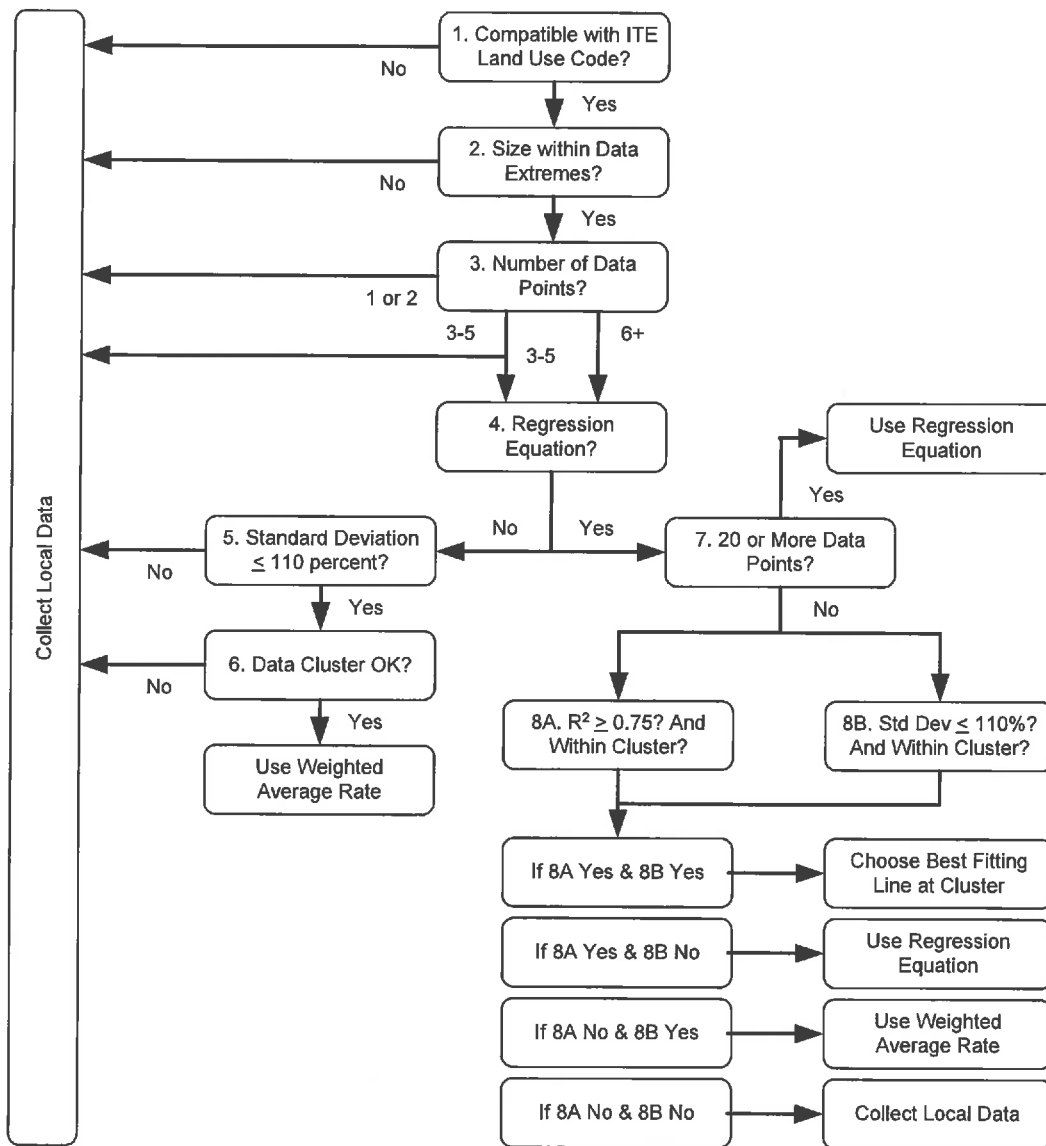 1. Compatible with ITE
Land Use Code?
No
Yes
2. Size within Data
Extremes?
No
Yes
3. Number of Data
Points?
1 or 2
3-5
3-5
6+
4. Regression
Equation?
Use Regression
Equation
Yes
No
Yes
5. Standard Deviation
≤ 110 percent?
7. 20 or More Data
Points?
No
Yes
No
Collect Local Data
6. Data Cluster OK?
No
Yes
8A. R² ≥ 0.75? And
Within Cluster?
8B. Std Dev ≤ 110%?
And Within Cluster?
Use Weighted
Average Rate
If 8A Yes & 8B Yes
Choose Best Fitting
Line at Cluster
If 8A Yes & 8B No
Use Regression
Equation
If 8A No & 8B Yes
Use Weighted
Average Rate
If 8A No & 8B No
Collect Local Data